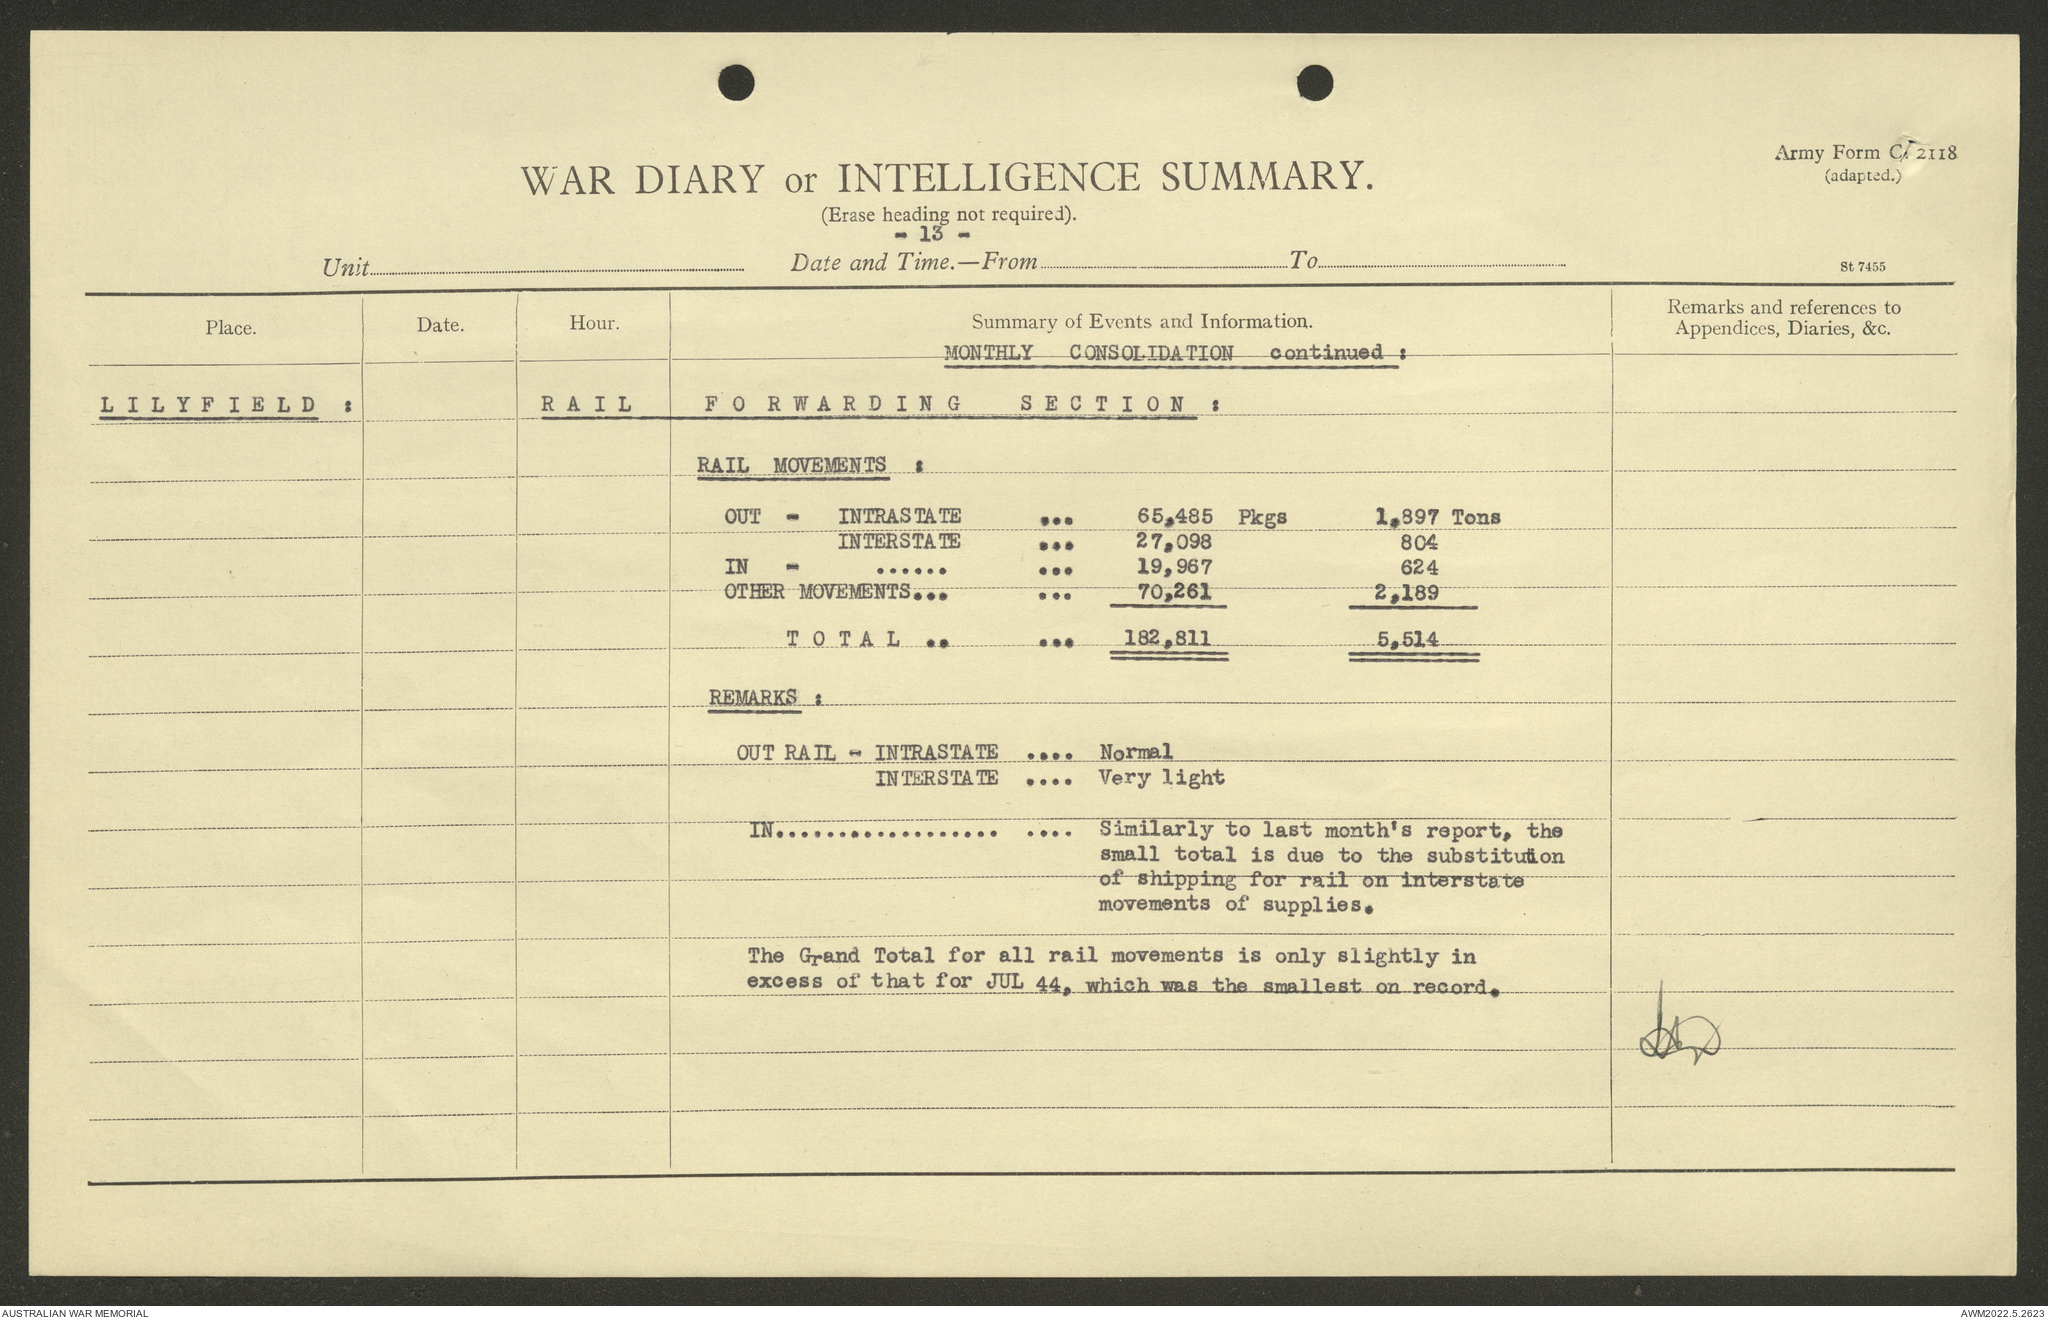 Army Form C. 2118
(adapted.)
WAR DIARY or INTELLIGENCE SUMMARY.
(Erase heading not required).
- 13 -
Unit Date and Time.—From To
St 7455
Place. Date. Hour. Summary of Events and Information. Remarks and references to Appendices, Diaries, &c.
MONTHLY CONSOLIDATION continued :
LILYFIELD : RAIL FORWARDING SECTION :
RAIL MOVEMENTS :
OUT - INTRASTATE ... 65,485 Pkgs 1,897 Tons
INTERSTATE ... 27,098 804
IN - ...... ... 19,967 624
OTHER MOVEMENTS... ... 70,261 2,189
TOTAL .. ... 182,811 5,514
REMARKS :
OUT RAIL - INTRASTATE .... Normal
INTERSTATE .... Very light
IN.................. .... Similarly to last month's report, the
small total is due to the substitution
of shipping for rail on interstate
movements of supplies.
The Grand Total for all rail movements is only slightly in
excess of that for JUL 44, which was the smallest on record.
AUSTRALIAN WAR MEMORIAL
AWM2022.5.2623